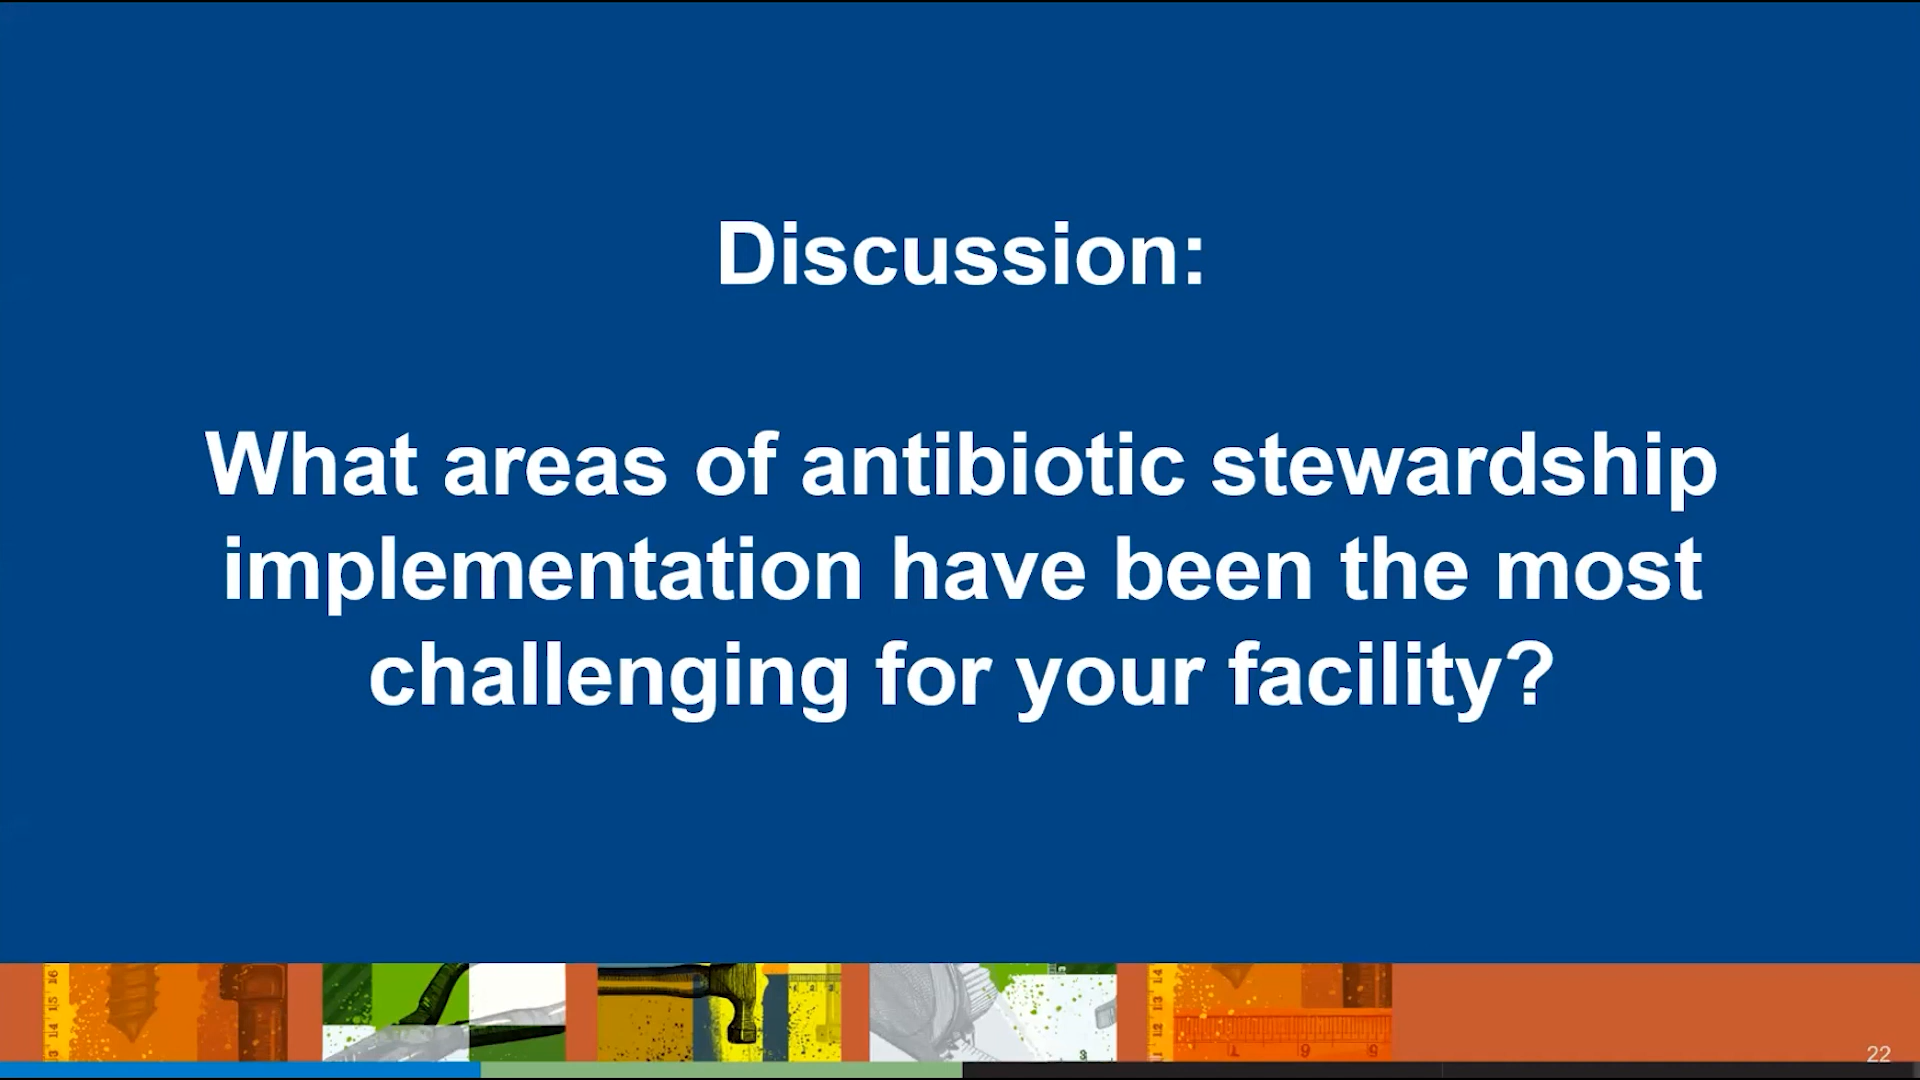 Discussion:
What areas of antibiotic stewardship
implementation have been the most
challenging for your facility?
22